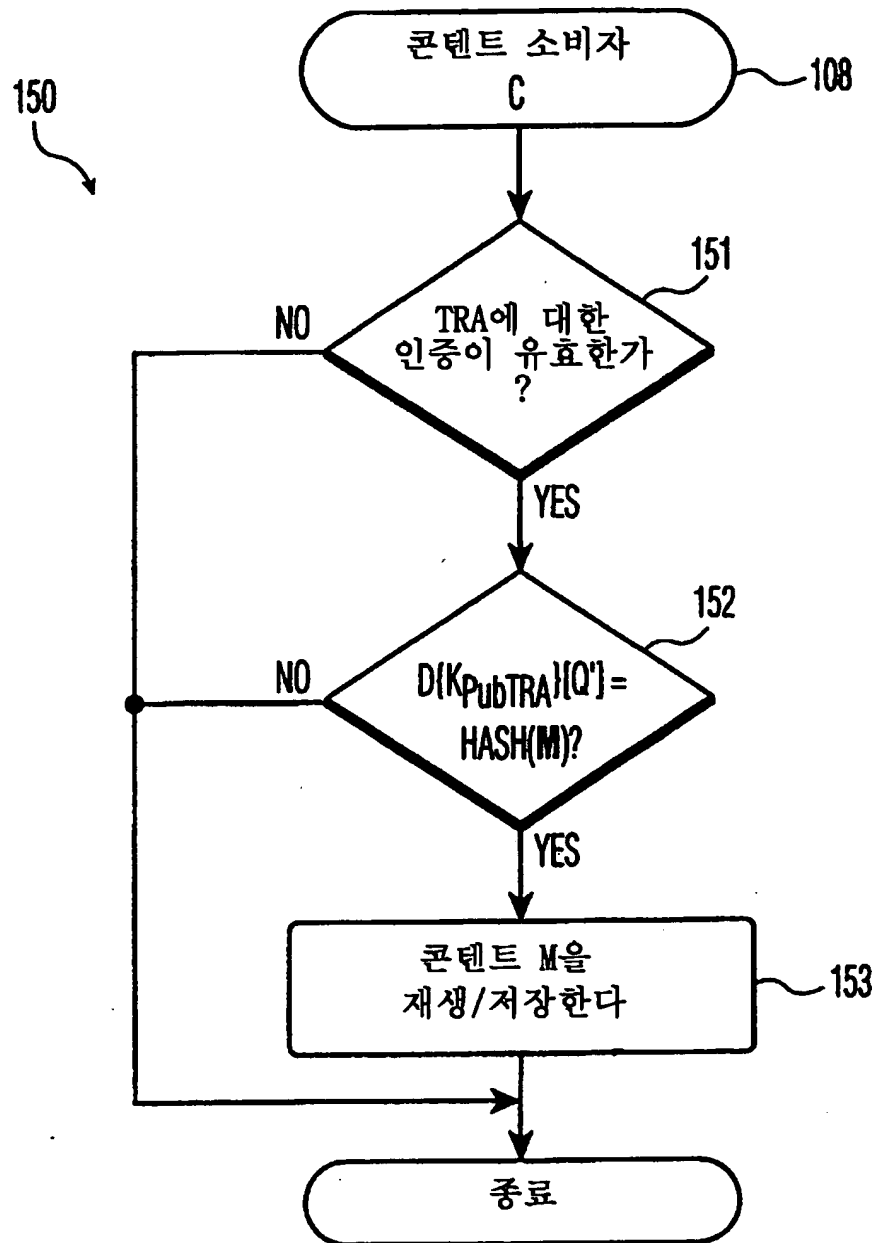 콘텐트 소비자
C
108
150
151
TRA에 대한
인증이 유효한가
?
NO
YES
152
D{K_PubTRA}[Q'] =
HASH(M)?
NO
YES
콘텐트 M을
재생/저장한다
153
종료